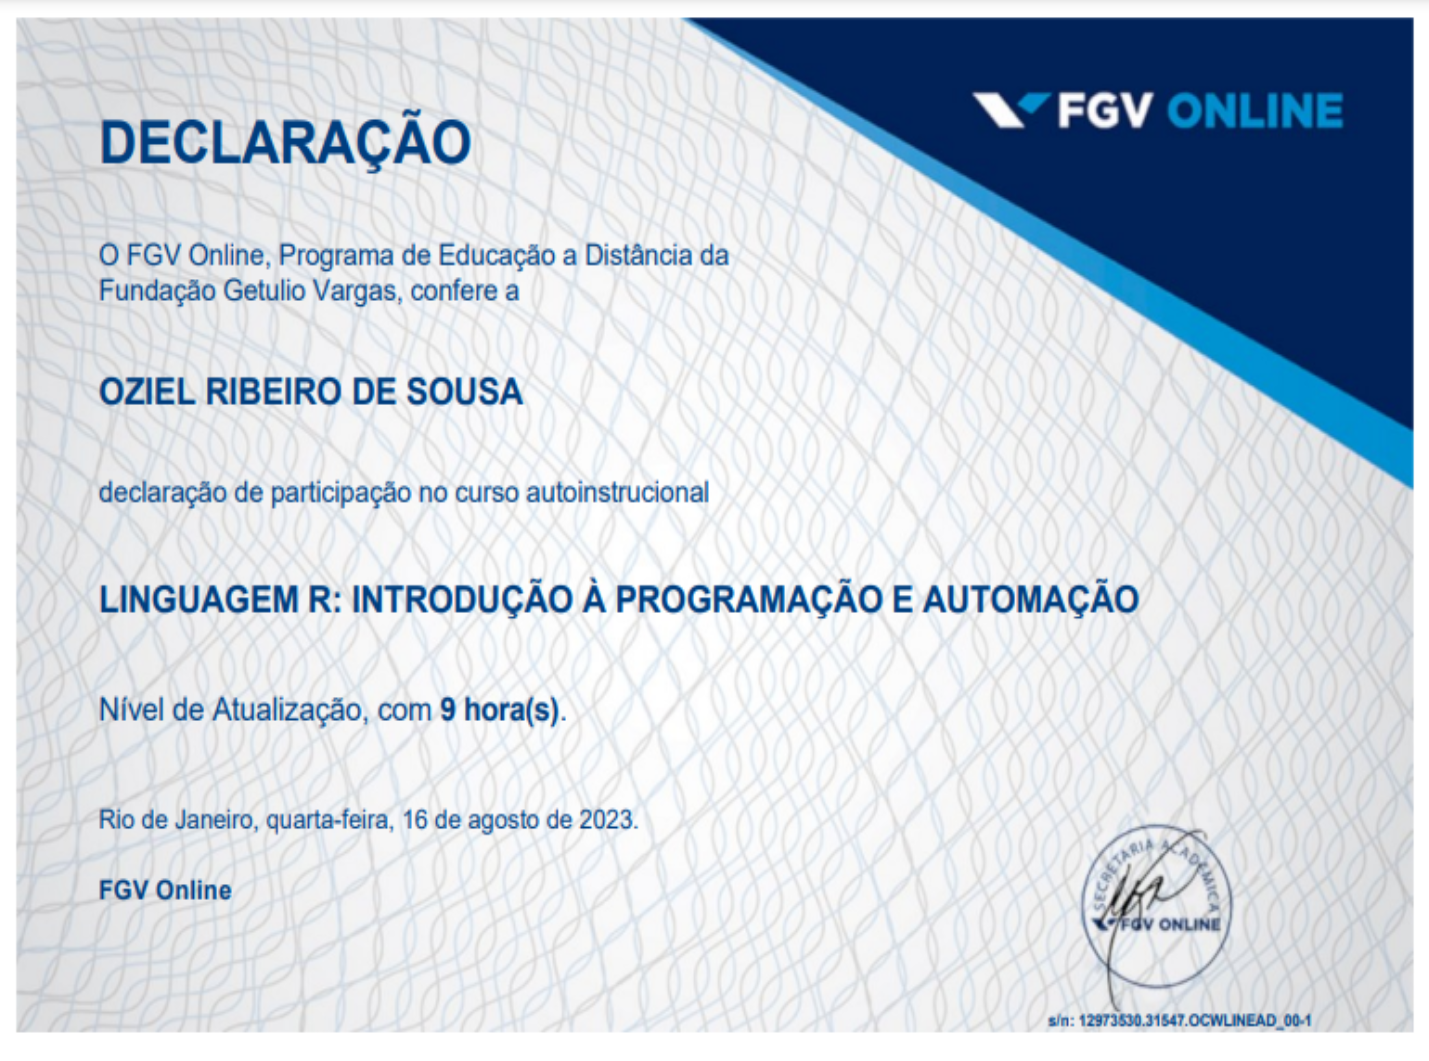 FGV ONLINE
DECLARAÇÃO
O FGV Online, Programa de Educação a Distância da
Fundação Getulio Vargas, confere a
OZIEL RIBEIRO DE SOUSA
declaração de participação no curso autoinstrucional
LINGUAGEM R: INTRODUÇÃO À PROGRAMAÇÃO E AUTOMAÇÃO
Nível de Atualização, com 9 hora(s).
Rio de Janeiro, quarta-feira, 16 de agosto de 2023.
FGV Online
SECRETARIA ACADÊMICA
FGV ONLINE
s/n: 12973530.31547.OCWLINEAD_00-1